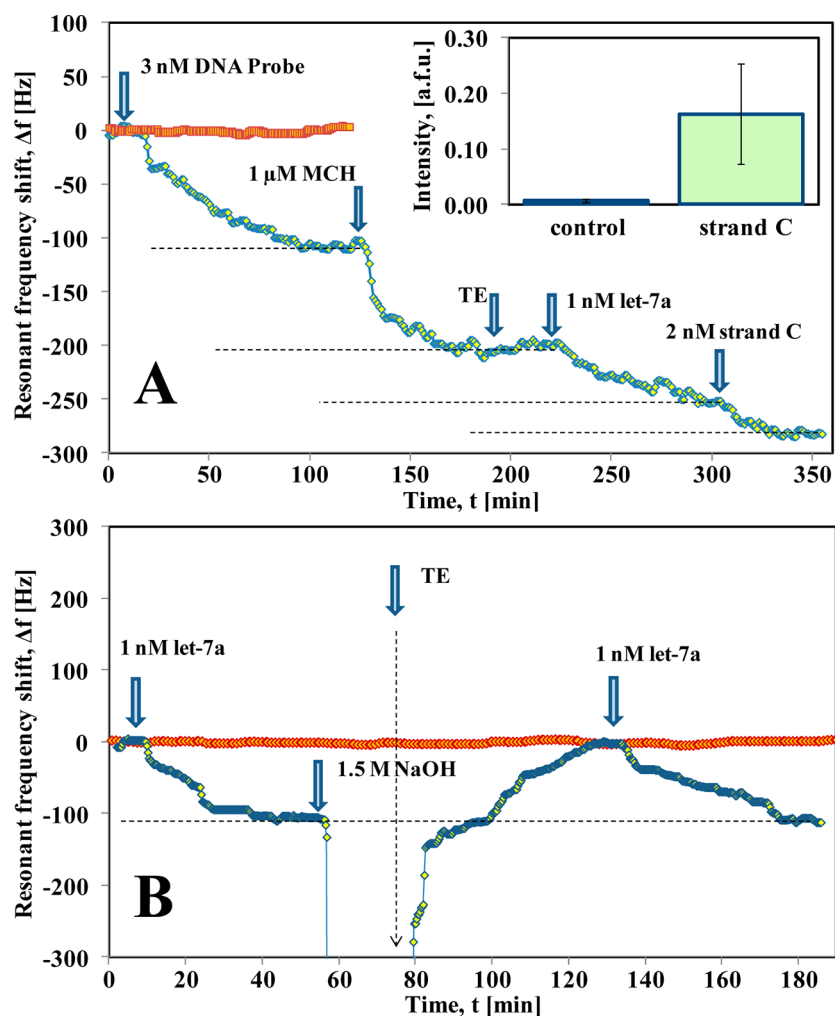 100
50
0
-50
-100
-150
-200
-250
-300
Resonant frequency shift, Δf [Hz]
3 nM DNA Probe
1 µM MCH
TE
1 nM let-7a
2 nM strand C
A
0.30
0.20
0.10
0.00
Intensity, [a.f.u.]
control
strand C
0
50
100
150
200
250
300
350
Time, t [min]
300
200
100
0
-100
-200
-300
Resonant frequency shift, Δf [Hz]
TE
1 nM let-7a
1 nM let-7a
1.5 M NaOH
B
0
20
40
60
80
100
120
140
160
180
Time, t [min]